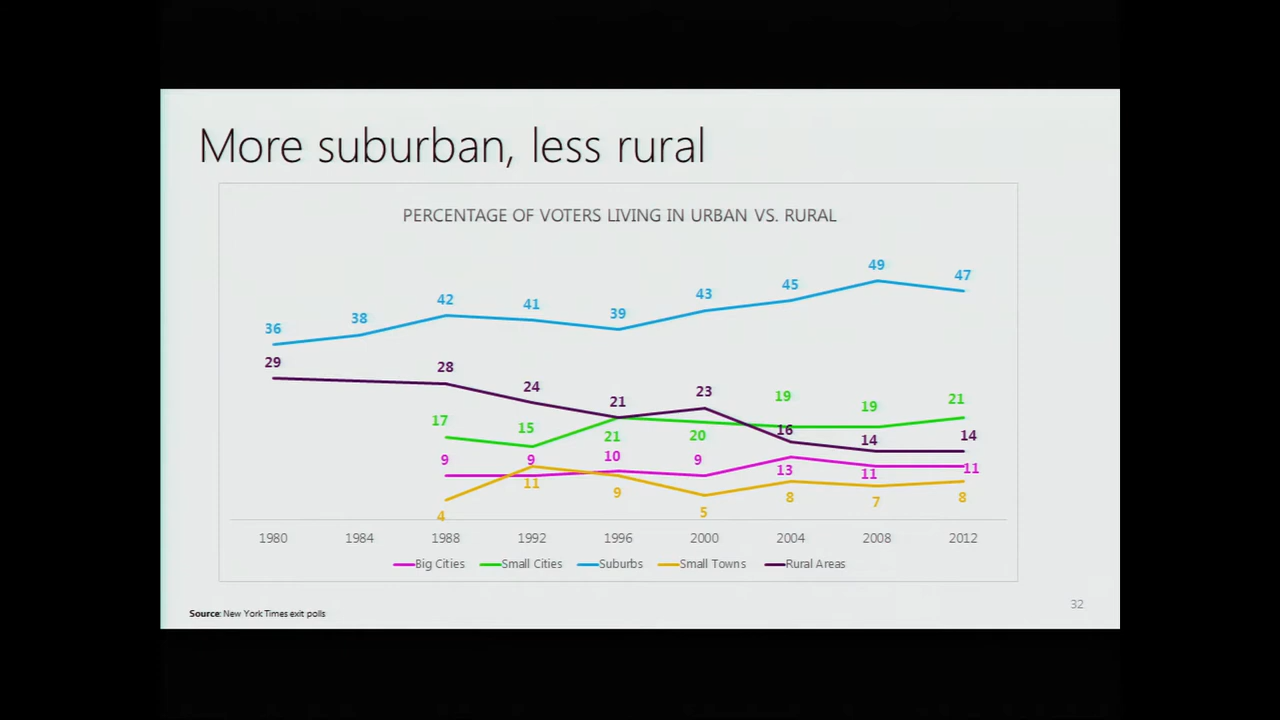 More suburban, less rural
PERCENTAGE OF VOTERS LIVING IN URBAN VS. RURAL
36 38 42 41 39 43 45 49 47
29 28 24 21 23 16 14 14
17 15 21 20 19 19 21
9 9 10 9 13 11 11
4 11 9 5 8 7 8
1980 1984 1988 1992 1996 2000 2004 2008 2012
Big Cities Small Cities Suburbs Small Towns Rural Areas
Source: New York Times exit polls
32